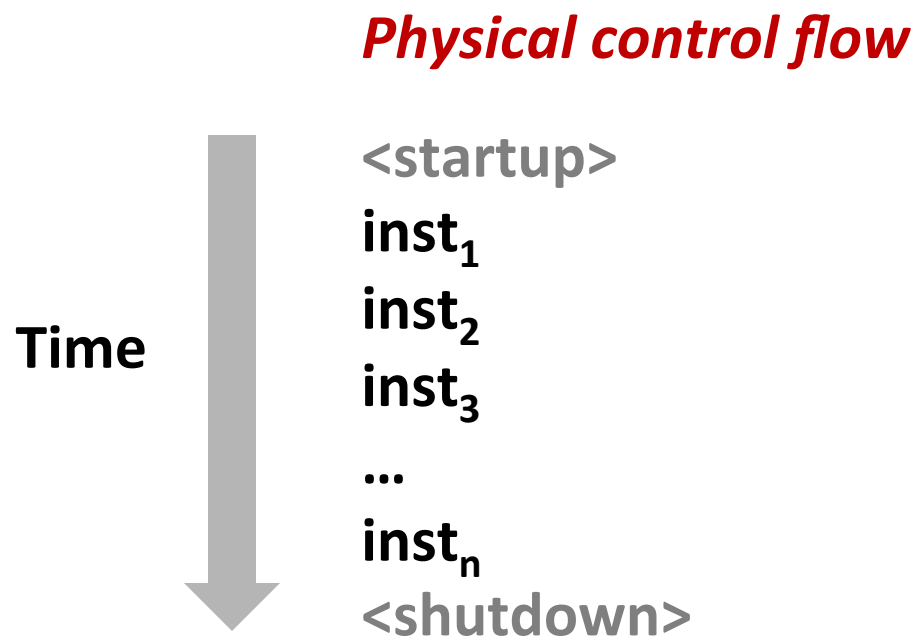 Physical control flow
<startup>
inst₁
inst₂
Time
inst₃
...
instₙ
<shutdown>